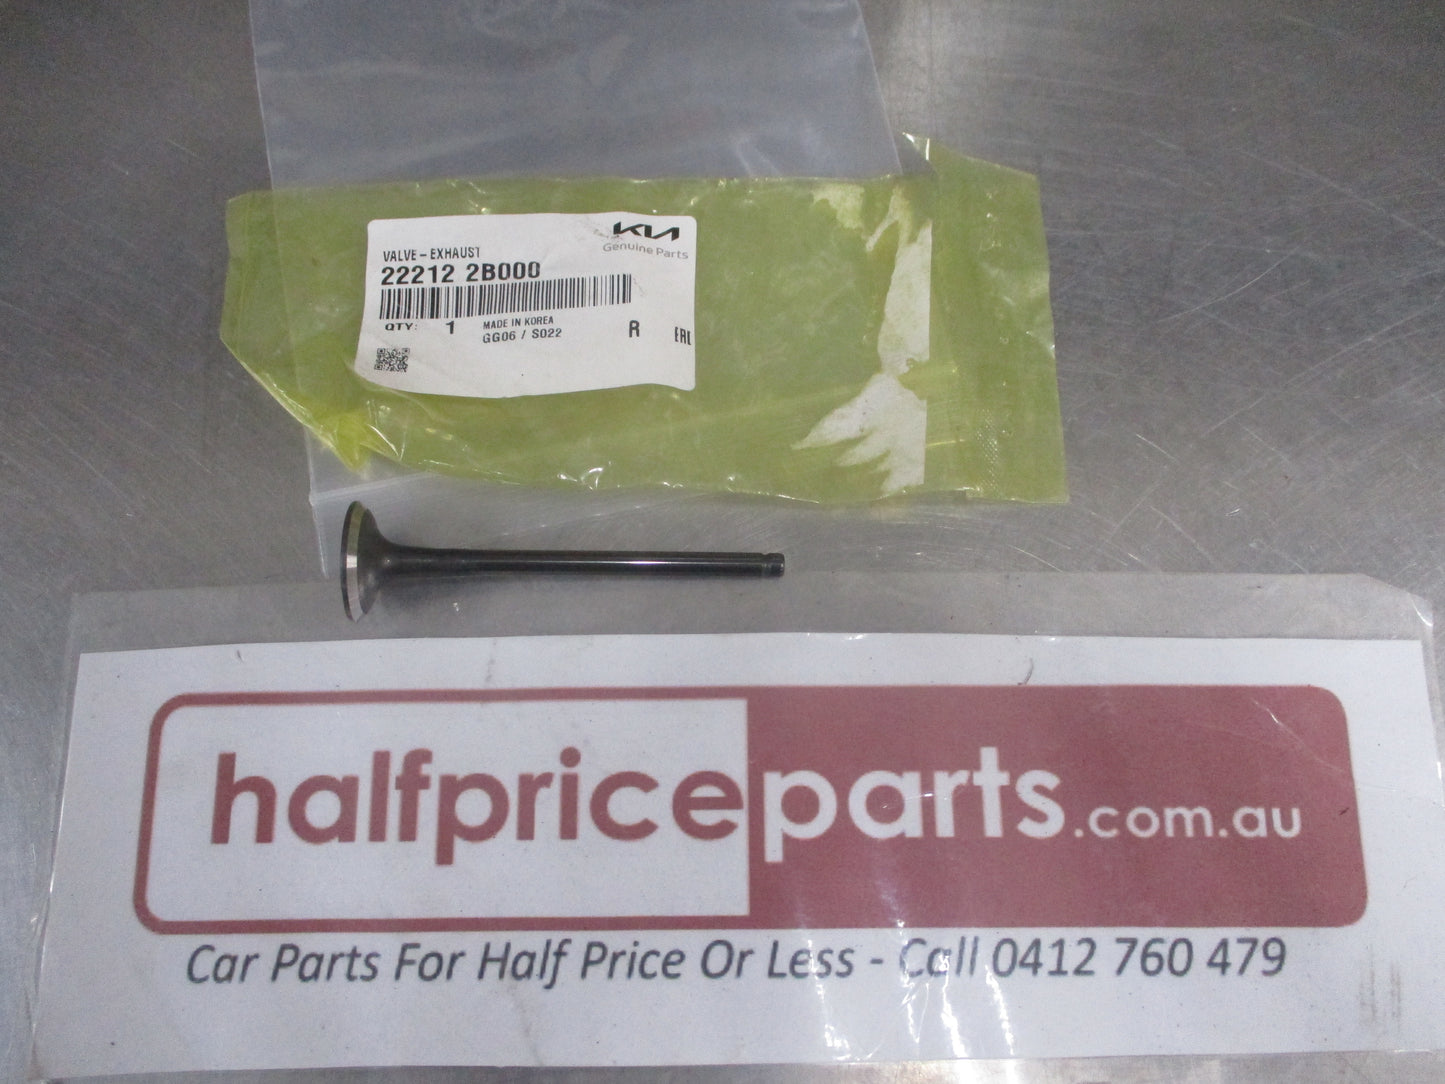 KIA
Genuine Parts
VALVE - EXHAUST
22212 2B000
QTY: 1 MADE IN KOREA R EAC
GG06 / S022
halfpriceparts.com.au
Car Parts For Half Price Or Less - Call 0412 760 479